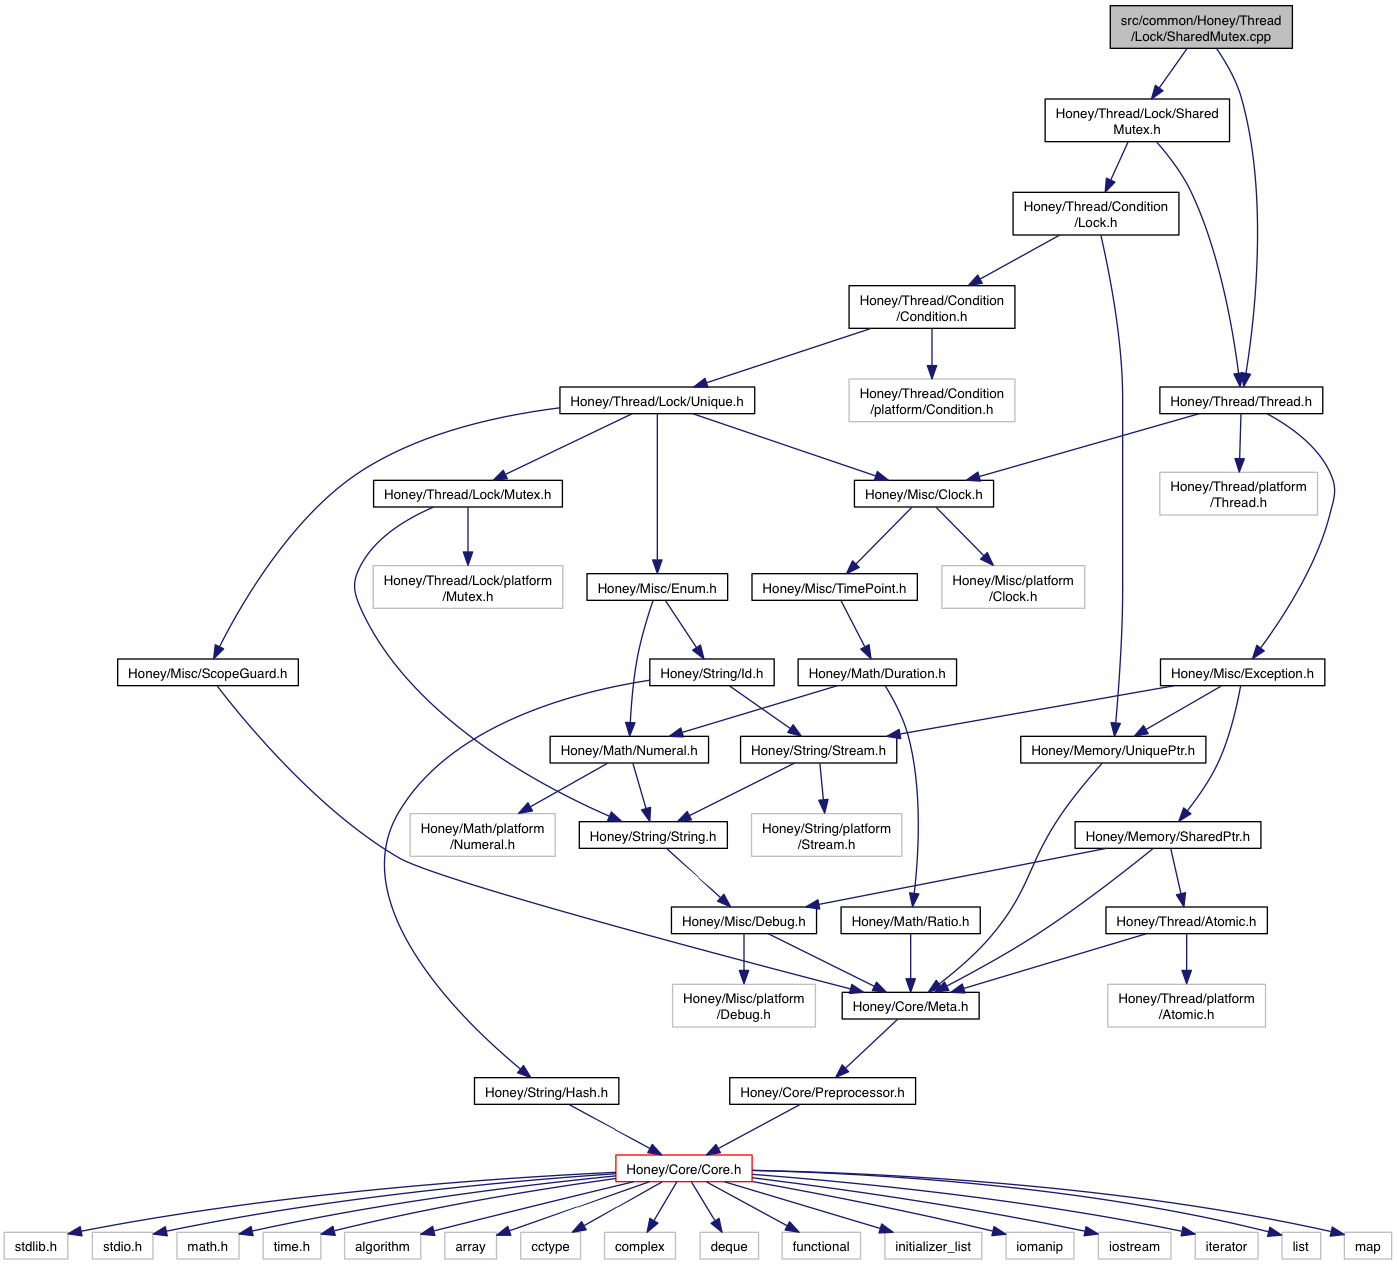 src/common/Honey/Thread
/Lock/SharedMutex.cpp
Honey/Thread/Lock/Shared
Mutex.h
Honey/Thread/Condition
/Lock.h
Honey/Thread/Condition
/Condition.h
Honey/Thread/Lock/Unique.h
Honey/Thread/Condition
/platform/Condition.h
Honey/Thread/Thread.h
Honey/Thread/Lock/Mutex.h
Honey/Misc/Clock.h
Honey/Thread/platform
/Thread.h
Honey/Thread/Lock/platform
/Mutex.h
Honey/Misc/Enum.h
Honey/Misc/TimePoint.h
Honey/Misc/platform
/Clock.h
Honey/Misc/ScopeGuard.h
Honey/String/Id.h
Honey/Math/Duration.h
Honey/Misc/Exception.h
Honey/Math/Numeral.h
Honey/String/Stream.h
Honey/Memory/UniquePtr.h
Honey/Math/platform
/Numeral.h
Honey/String/String.h
Honey/String/platform
/Stream.h
Honey/Memory/SharedPtr.h
Honey/Misc/Debug.h
Honey/Math/Ratio.h
Honey/Thread/Atomic.h
Honey/Misc/platform
/Debug.h
Honey/Core/Meta.h
Honey/Thread/platform
/Atomic.h
Honey/String/Hash.h
Honey/Core/Preprocessor.h
Honey/Core/Core.h
stdlib.h
stdio.h
math.h
time.h
algorithm
array
cctype
complex
deque
functional
initializer_list
iomanip
iostream
iterator
list
map